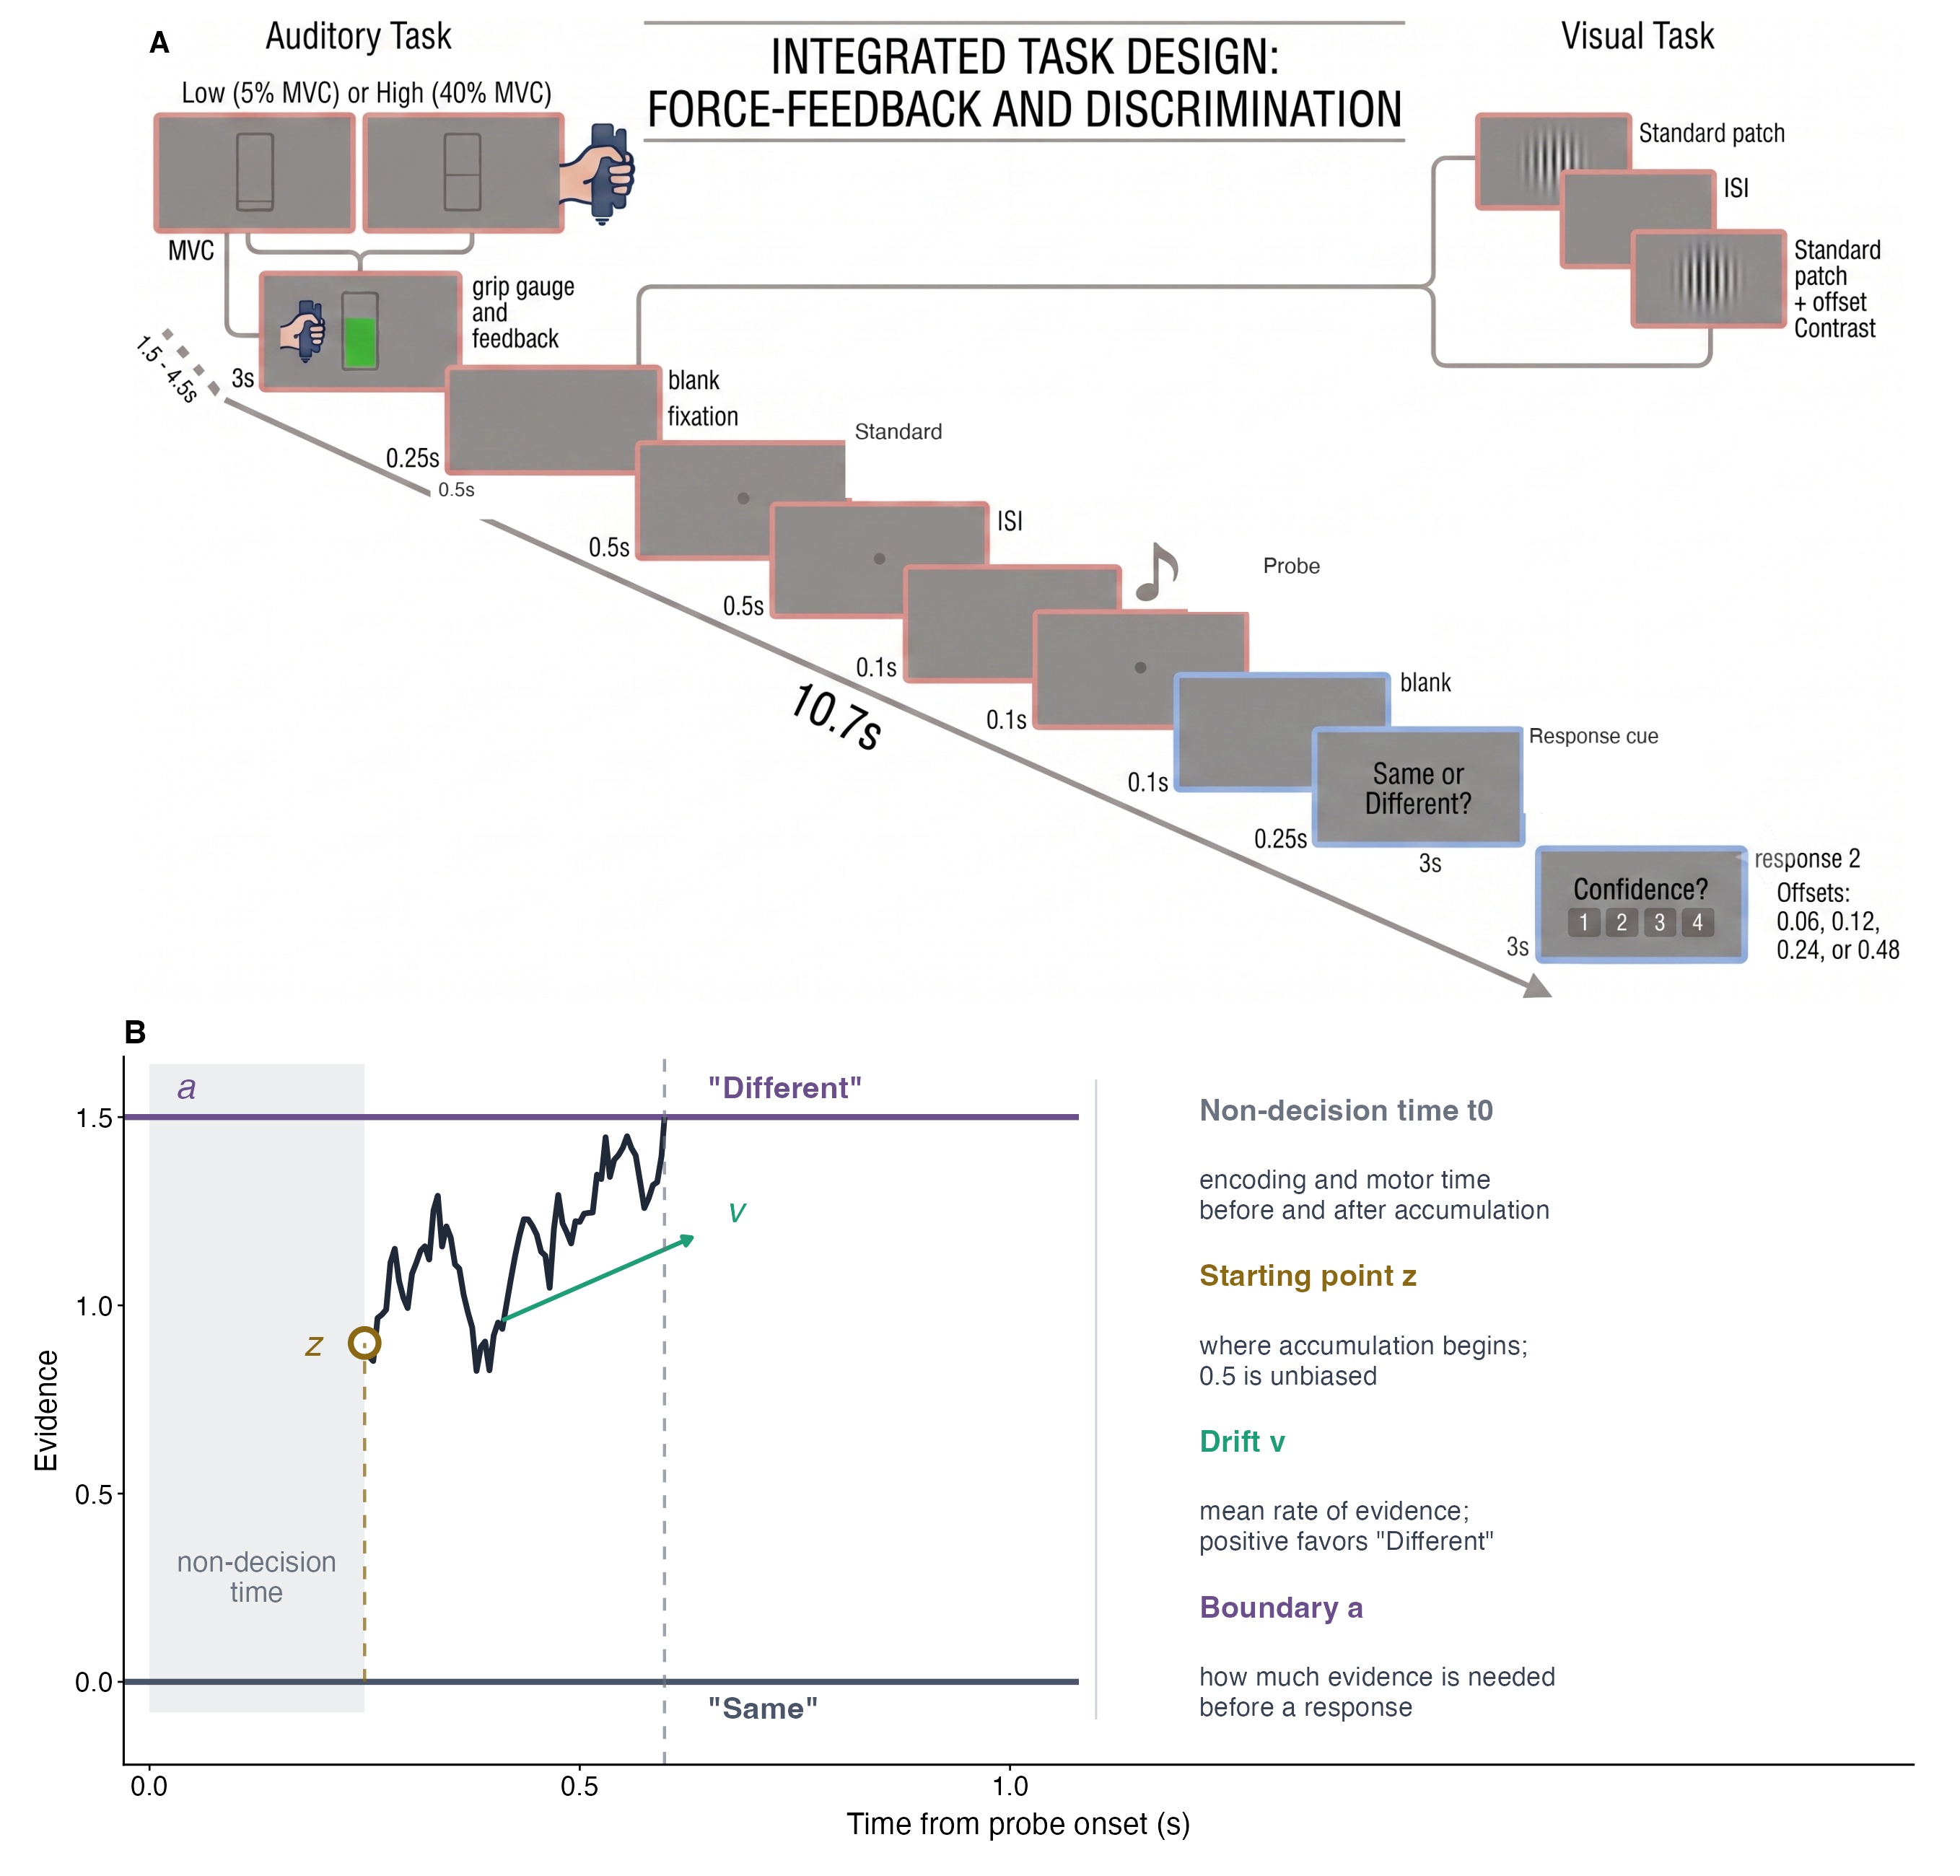 A
Auditory Task
INTEGRATED TASK DESIGN:
FORCE-FEEDBACK AND DISCRIMINATION
Visual Task
Low (5% MVC) or High (40% MVC)
MVC
grip gauge
and
feedback
1.5 - 4.5s
3s
blank
fixation
0.25s
0.5s
Standard
0.5s
ISI
0.5s
Probe
0.1s
0.1s
blank
0.1s
Response cue
Same or
Different?
0.25s
3s
Confidence?
1 2 3 4
3s
response 2
Offsets:
0.06, 0.12,
0.24, or 0.48
10.7s
Standard patch
ISI
Standard
patch
+ offset
Contrast
B
a
"Different"
1.5
v
1.0
z
Evidence
0.5
non-decision
time
0.0
"Same"
0.0
0.5
1.0
Time from probe onset (s)
Non-decision time t0
encoding and motor time
before and after accumulation
Starting point z
where accumulation begins;
0.5 is unbiased
Drift v
mean rate of evidence;
positive favors "Different"
Boundary a
how much evidence is needed
before a response